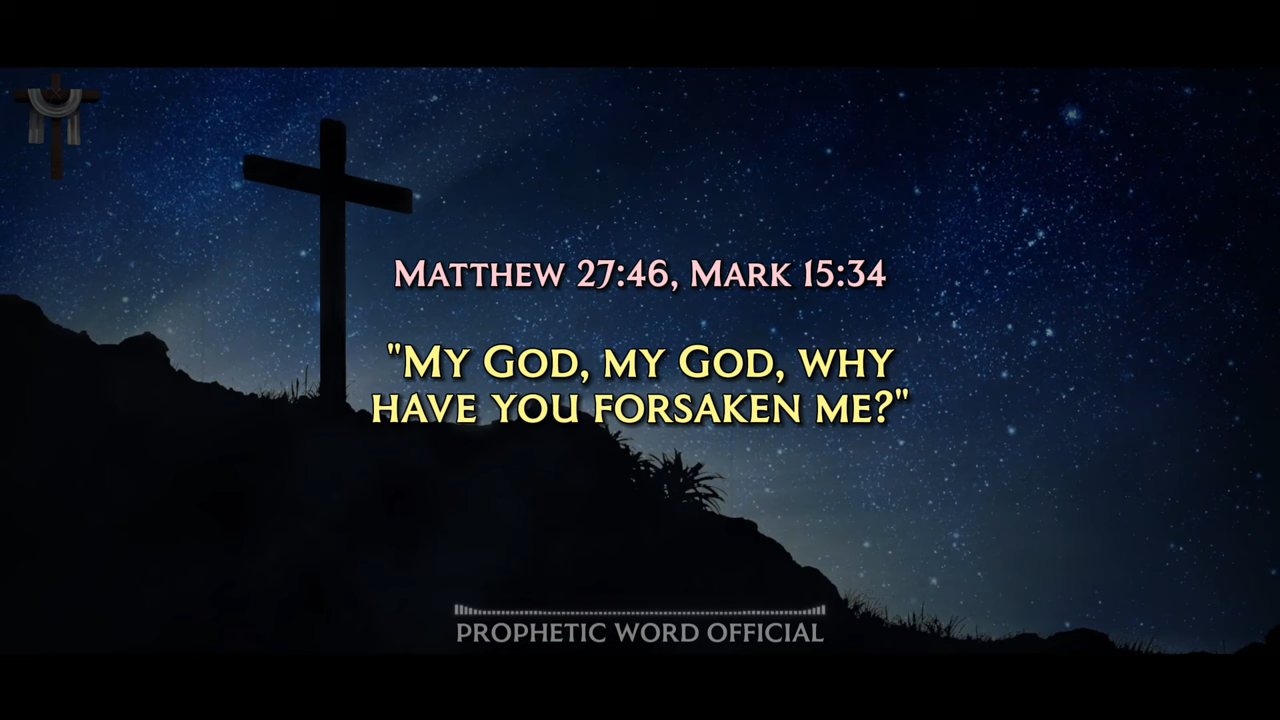 Matthew 27:46, Mark 15:34
"My God, my God, why
have you forsaken me?"
PROPHETIC WORD OFFICIAL